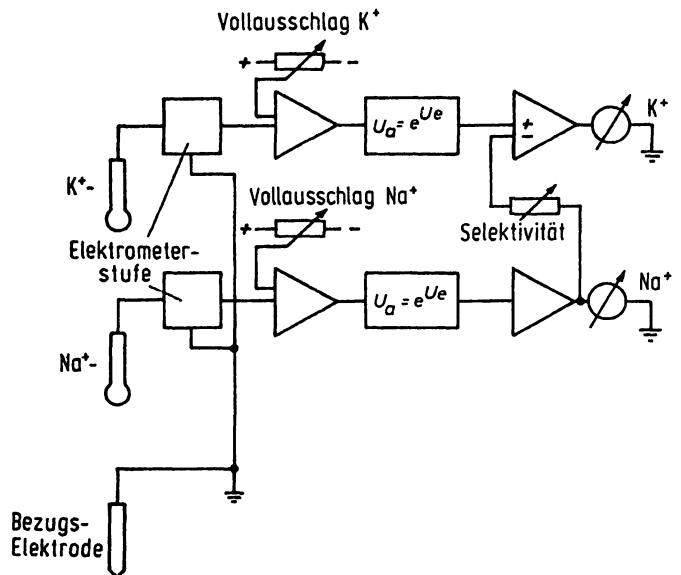 Vollausschlag K⁺
+ −
Uₐ = e^Ue
+
−
K⁺
K⁺-
Vollausschlag Na⁺
+ −
Selektivität
Elektrometer-
stufe
Uₐ = e^Ue
Na⁺
Na⁺-
Bezugs-
Elektrode